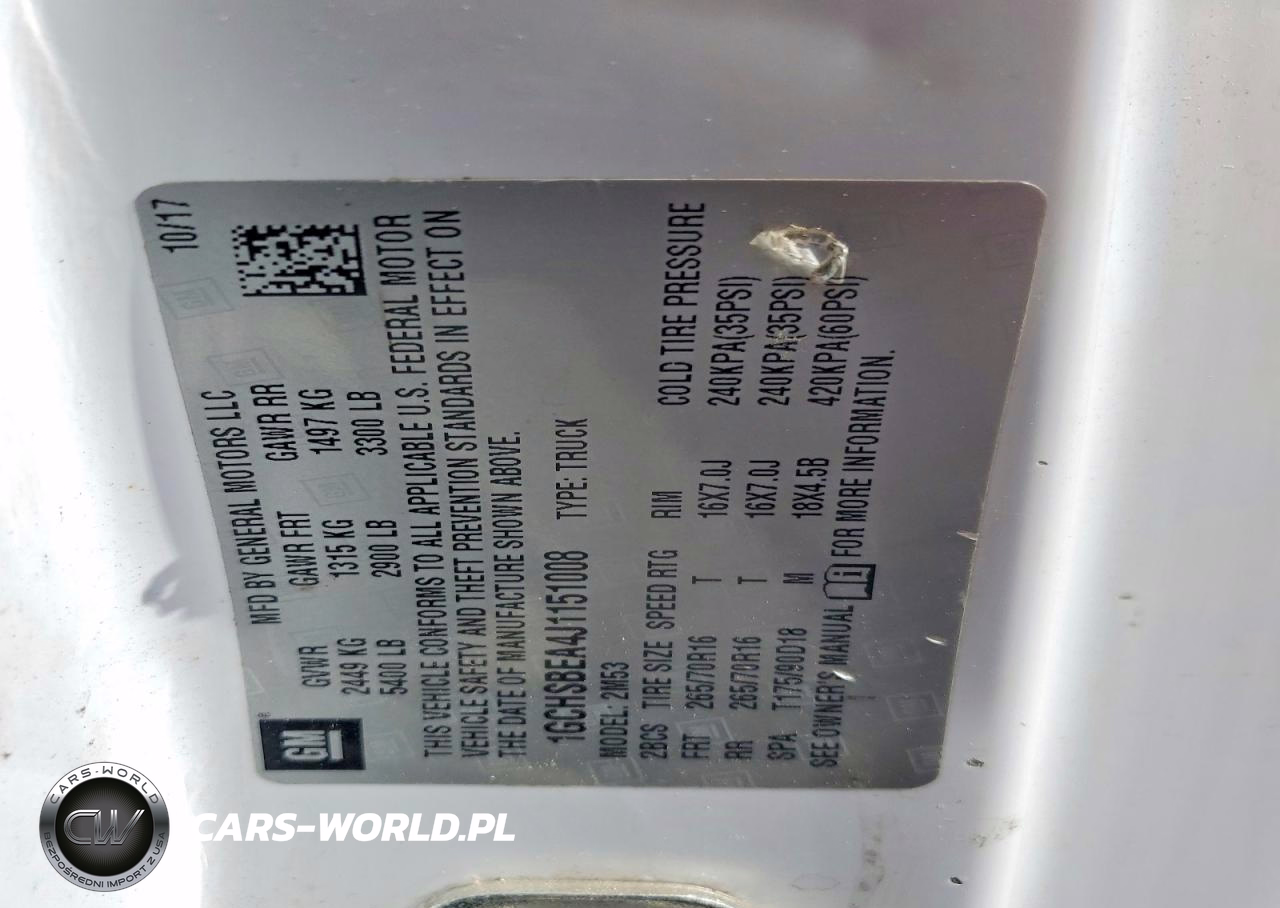 MFD BY GENERAL MOTORS LLC 10/17
GM®
GVWR GAWR FRT GAWR RR
2449 KG 1315 KG 1497 KG
5400 LB 2900 LB 3300 LB
THIS VEHICLE CONFORMS TO ALL APPLICABLE U.S. FEDERAL MOTOR
VEHICLE SAFETY AND THEFT PREVENTION STANDARDS IN EFFECT ON
THE DATE OF MANUFACTURE SHOWN ABOVE.
1GCHSBEA4J1151008 TYPE: TRUCK
MODEL: 2M53
2BCS TIRE SIZE SPEED RTG RIM COLD TIRE PRESSURE
FRT 265/70R16 T 16X7.0J 240KPA(35PSI)
RR 265/70R16 T 16X7.0J 240KPA(35PSI)
SPA T175/90D18 M 18X4.5B 420KPA(60PSI)
SEE OWNER'S MANUAL FOR MORE INFORMATION.
CARS-WORLD
CW
BEZPOŚREDNI IMPORT Z USA
CARS-WORLD.PL